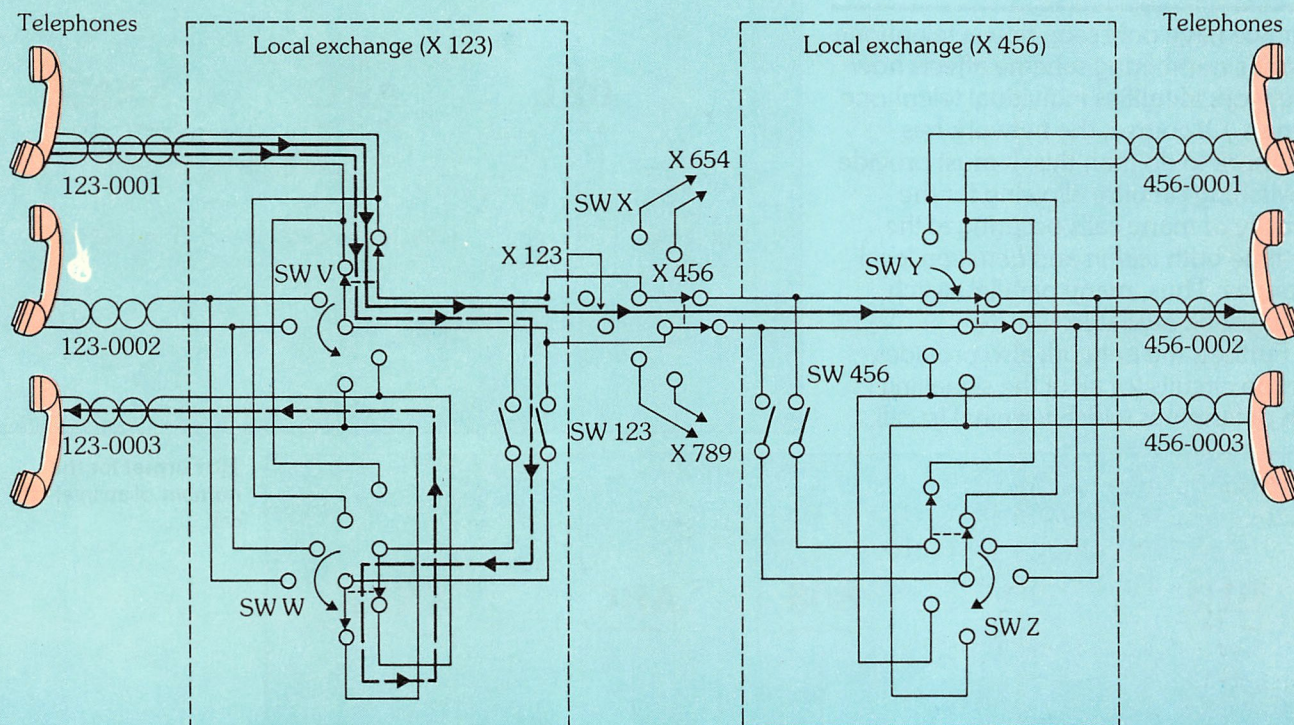 Telephones
Telephones
Local exchange (X 123)
Local exchange (X 456)
123-0001
456-0001
X 654
SW X
X 123
X 456
SW V
SW Y
123-0002
456-0002
SW 456
SW 123
123-0003
456-0003
X 789
SW W
SW Z